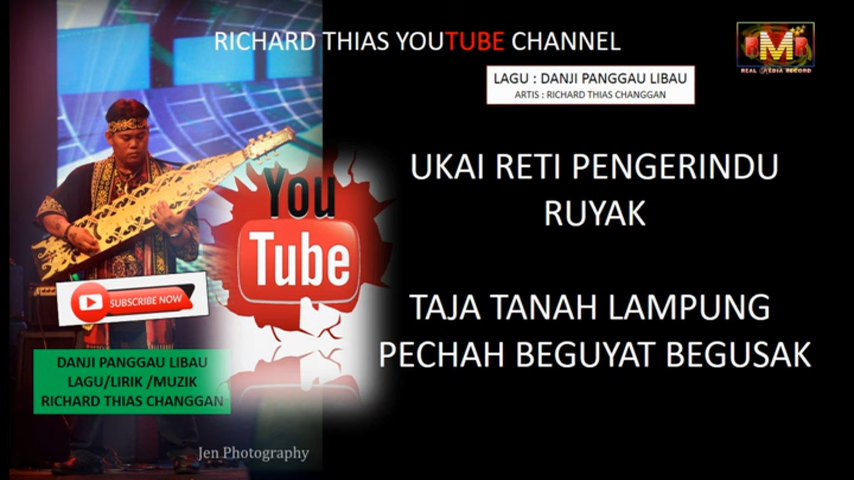 RICHARD THIAS YOUTUBE CHANNEL
RMR
REAL MEDIA RECORD
LAGU : DANJI PANGGAU LIBAU
ARTIS : RICHARD THIAS CHANGGAN
UKAI RETI PENGERINDU
RUYAK
You
Tube
TAJA TANAH LAMPUNG
PECHAH BEGUYAT BEGUSAK
SUBSCRIBE NOW
DANJI PANGGAU LIBAU
LAGU/LIRIK /MUZIK
RICHARD THIAS CHANGGAN
Jen Photography